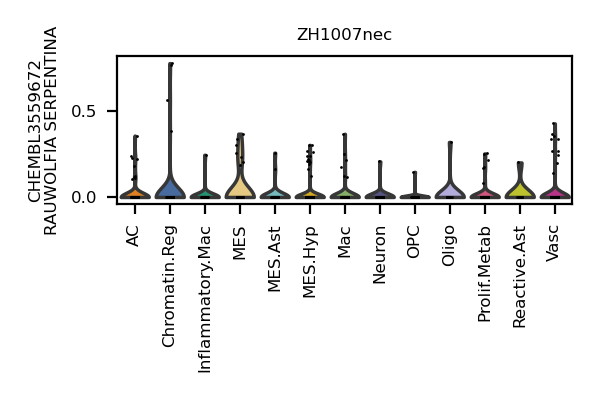 ZH1007nec
CHEMBL3559672
RAUWOLFIA SERPENTINA
0.5
0.0
AC
Chromatin.Reg
Inflammatory.Mac
MES
MES.Ast
MES.Hyp
Mac
Neuron
OPC
Oligo
Prolif.Metab
Reactive.Ast
Vasc